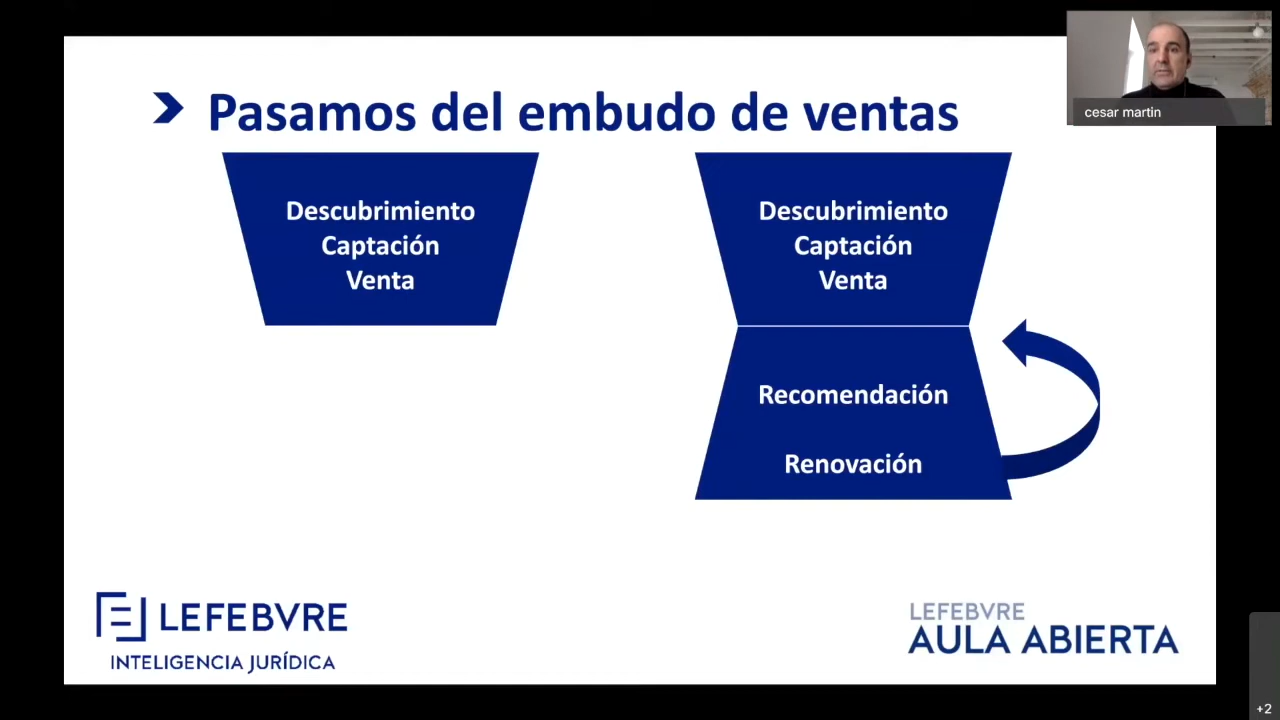 Pasamos del embudo de ventas
cesar martin
Descubrimiento
Captación
Venta
Descubrimiento
Captación
Venta
Recomendación
Renovación
LEFEBVRE
INTELIGENCIA JURÍDICA
LEFEBVRE
AULA ABIERTA
+2